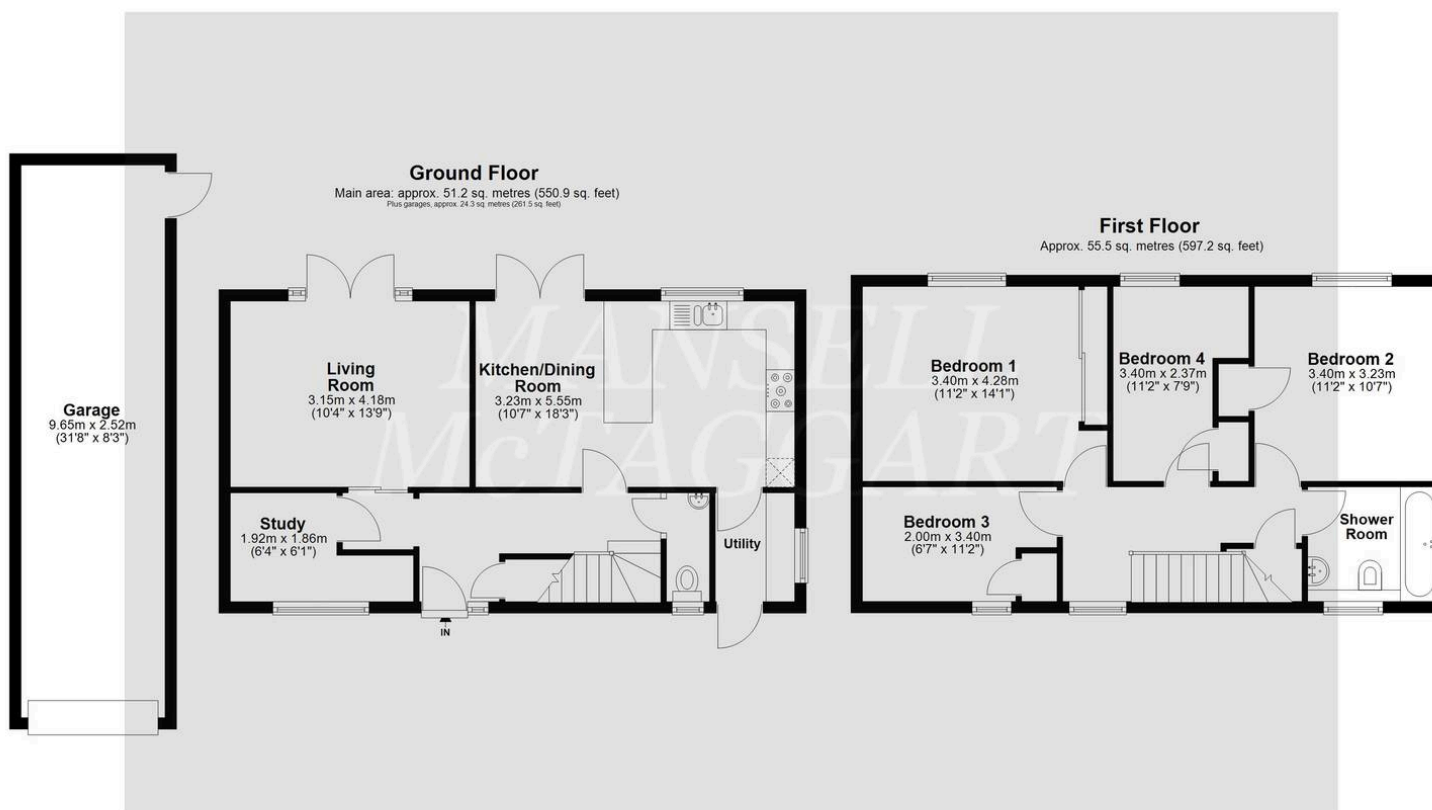 Ground Floor
Main area: approx. 51.2 sq. metres (550.9 sq. feet)
Plus garages, approx. 24.3 sq. metres (261.5 sq. feet)
Garage
9.65m x 2.52m
(31'8" x 8'3")
Living
Room
3.15m x 4.18m
(10'4" x 13'9")
Kitchen/Dining
Room
3.23m x 5.55m
(10'7" x 18'3")
Study
1.92m x 1.86m
(6'4" x 6'1")
Utility
IN
First Floor
Approx. 55.5 sq. metres (597.2 sq. feet)
Bedroom 1
3.40m x 4.28m
(11'2" x 14'1")
Bedroom 4
3.40m x 2.37m
(11'2" x 7'9")
Bedroom 2
3.40m x 3.23m
(11'2" x 10'7")
Bedroom 3
2.00m x 3.40m
(6'7" x 11'2")
Shower
Room
MANSELL
McTAGGART